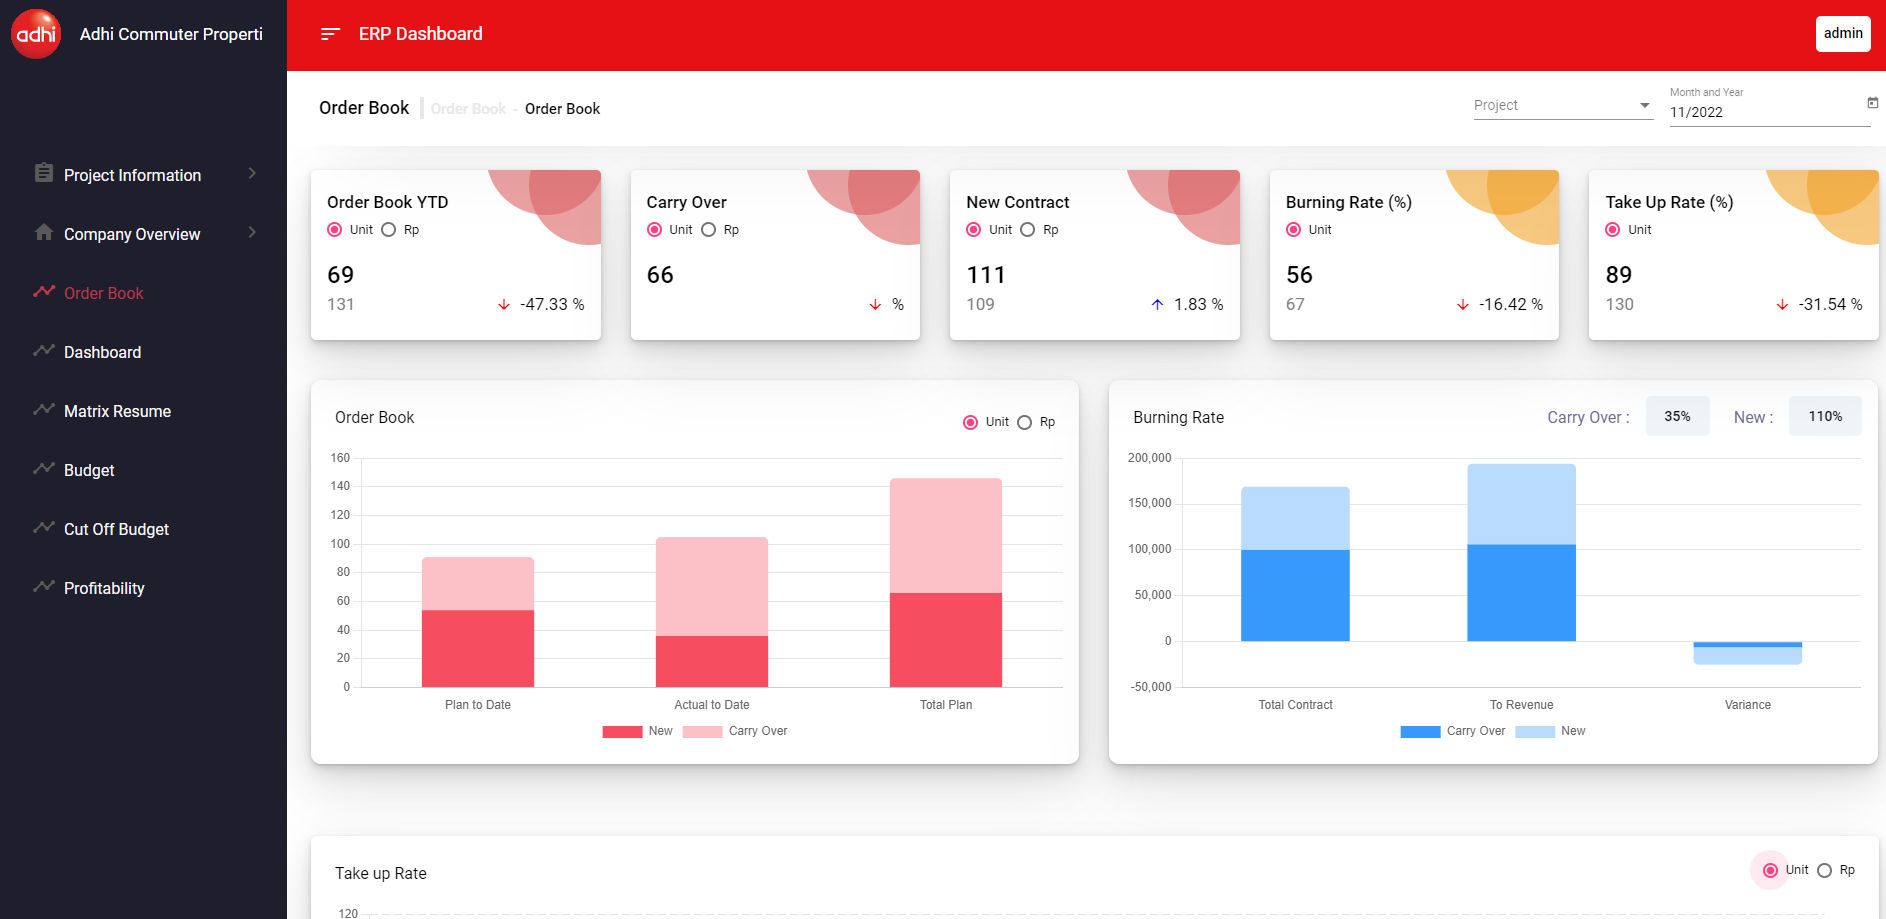 adhi
Adhi Commuter Properti
ERP Dashboard
admin
Project Information
Company Overview
Order Book
Dashboard
Matrix Resume
Budget
Cut Off Budget
Profitability
Order Book
Order Book - Order Book
Project
Month and Year
11/2022
Order Book YTD
Unit Rp
69
131 -47.33 %
Carry Over
Unit Rp
66
%
New Contract
Unit Rp
111
109 1.83 %
Burning Rate (%)
Unit
56
67 -16.42 %
Take Up Rate (%)
Unit
89
130 -31.54 %
Order Book
Unit Rp
160
140
120
100
80
60
40
20
0
Plan to Date Actual to Date Total Plan
New Carry Over
Burning Rate
Carry Over : 35% New : 110%
200,000
150,000
100,000
50,000
0
-50,000
Total Contract To Revenue Variance
Carry Over New
Take up Rate
Unit Rp
120